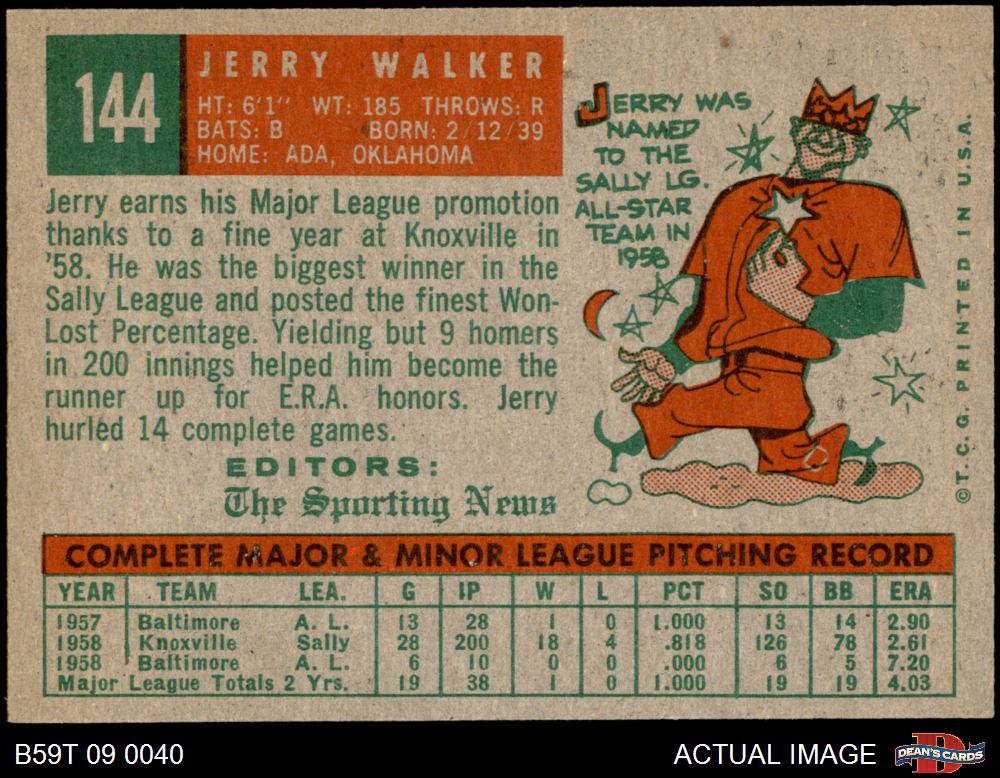 144
JERRY WALKER
HT: 6'1" WT: 185 THROWS: R
BATS: B BORN: 2/12/39
HOME: ADA, OKLAHOMA
Jerry earns his Major League promotion
thanks to a fine year at Knoxville in
'58. He was the biggest winner in the
Sally League and posted the finest Won-
Lost Percentage. Yielding but 9 homers
in 200 innings helped him become the
runner up for E.R.A. honors. Jerry
hurled 14 complete games.
EDITORS:
The Sporting News
JERRY WAS
NAMED
TO THE
SALLY LG.
ALL-STAR
TEAM IN
1958
©T. C. G. PRINTED IN U.S.A.
COMPLETE MAJOR & MINOR LEAGUE PITCHING RECORD
YEAR TEAM LEA. G IP W L PCT SO BB ERA
1957 Baltimore A. L. 13 28 1 0 1.000 13 14 2.90
1958 Knoxville Sally 28 200 18 4 .818 126 78 2.61
1958 Baltimore A. L. 6 10 0 0 .000 6 5 7.20
Major League Totals 2 Yrs. 19 38 1 0 1.000 19 19 4.03
B59T 09 0040
ACTUAL IMAGE
DEAN'S CARDS